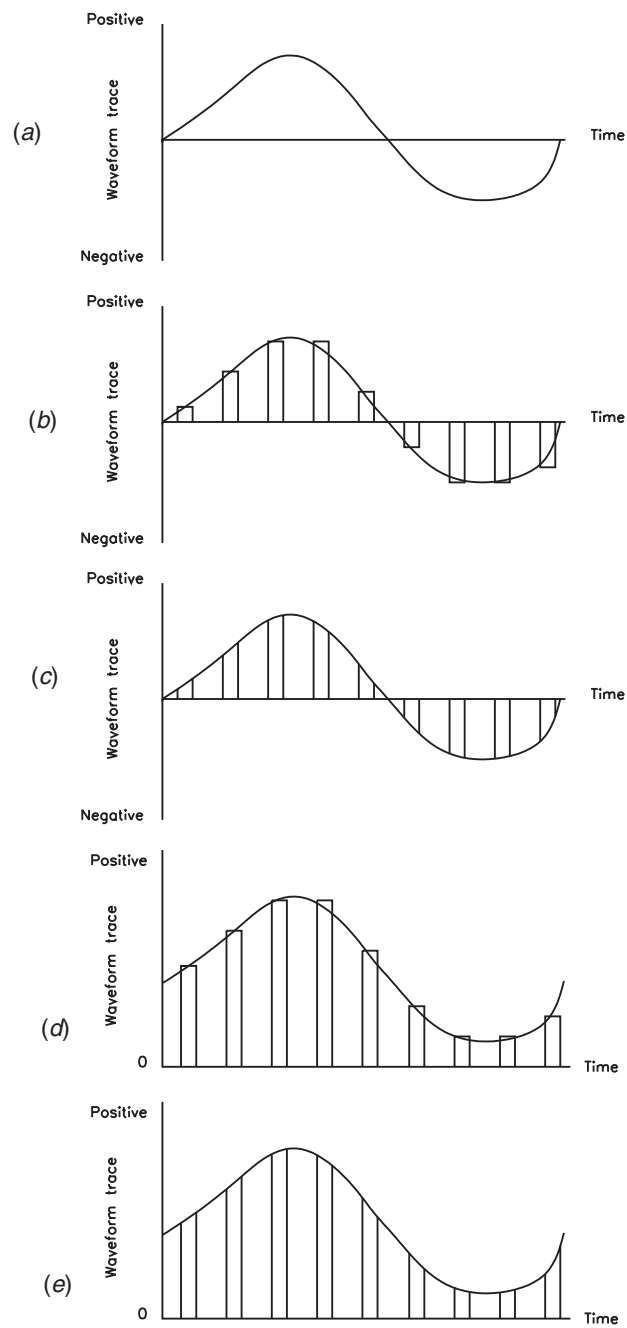 Positive
(a)
Waveform trace
Time
Negative
Positive
(b)
Waveform trace
Time
Negative
Positive
(c)
Waveform trace
Time
Negative
Positive
Waveform trace
(d)
0
Time
Positive
Waveform trace
(e)
0
Time